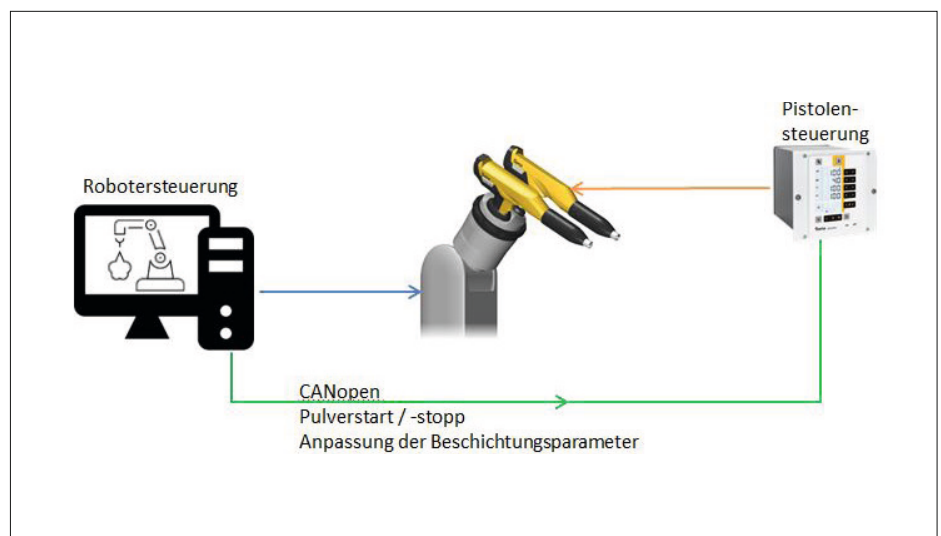 Pistolen-
steuerung
Robotersteuerung
CANopen
Pulverstart / -stopp
Anpassung der Beschichtungsparameter